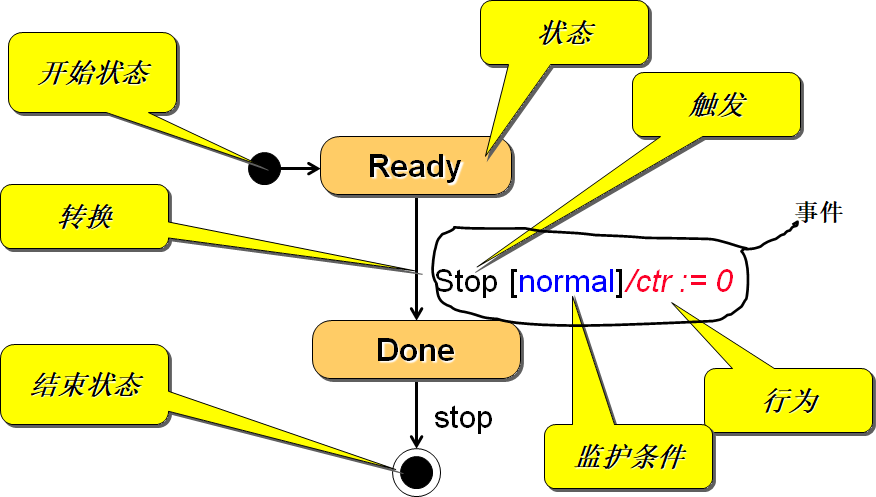 状态
开始状态
触发
Ready
转换
事件
Stop [normal]/ctr := 0
Done
结束状态
stop
行为
监护条件